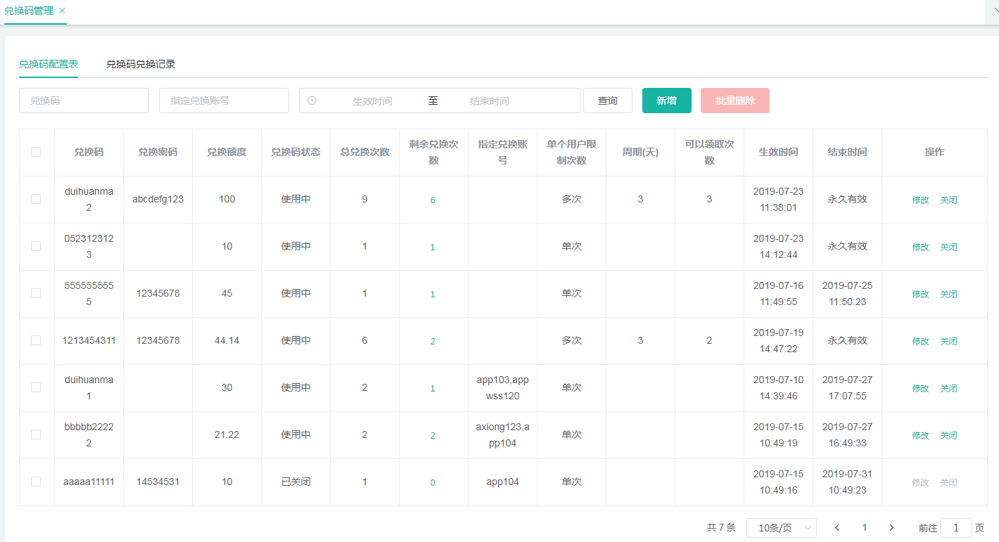 兑换码管理
兑换码配置表 兑换码兑换记录
兑换码 指定兑换账号 生效时间 至 结束时间 查询 新增 批量删除
兑换码 兑换密码 兑换额度 兑换码状态 总兑换次数 剩余兑换次数 指定兑换账号 单个用户限制次数 周期(天) 可以领取次数 生效时间 结束时间 操作
duihuanma2 abcdefg123 100 使用中 9 6 多次 3 3 2019-07-23 11:38:01 永久有效 修改 关闭
0523123123 10 使用中 1 1 单次 2019-07-23 14:12:44 永久有效 修改 关闭
5555555555 12345678 45 使用中 1 1 单次 2019-07-16 11:49:55 2019-07-25 11:50:23 修改 关闭
1213454311 12345678 44.14 使用中 6 2 多次 3 2 2019-07-19 14:47:22 永久有效 修改 关闭
duihuanma1 30 使用中 2 1 app103,appwss120 单次 2019-07-10 14:39:46 2019-07-27 17:07:55 修改 关闭
bbbbb22222 21.22 使用中 2 2 axiong123,app104 单次 2019-07-15 10:49:19 2019-07-27 16:49:33 修改 关闭
aaaaa11111 14534531 10 已关闭 1 0 app104 单次 2019-07-15 10:49:16 2019-07-31 10:49:23 修改 关闭
共 7 条 10条/页 1 前往 1 页